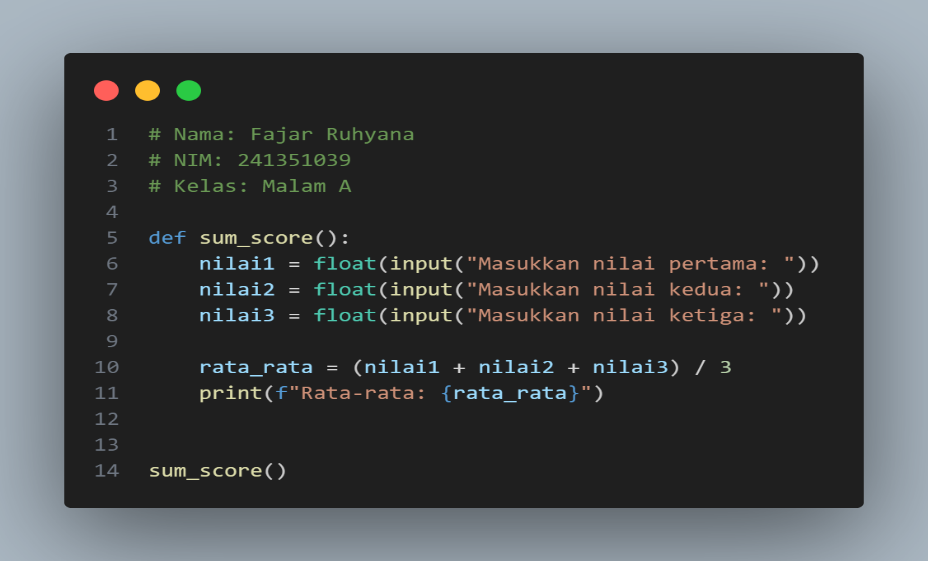 1 # Nama: Fajar Ruhyana
2 # NIM: 241351039
3 # Kelas: Malam A
4
5 def sum_score():
6     nilai1 = float(input("Masukkan nilai pertama: "))
7     nilai2 = float(input("Masukkan nilai kedua: "))
8     nilai3 = float(input("Masukkan nilai ketiga: "))
9
10     rata_rata = (nilai1 + nilai2 + nilai3) / 3
11     print(f"Rata-rata: {rata_rata}")
12
13
14 sum_score()